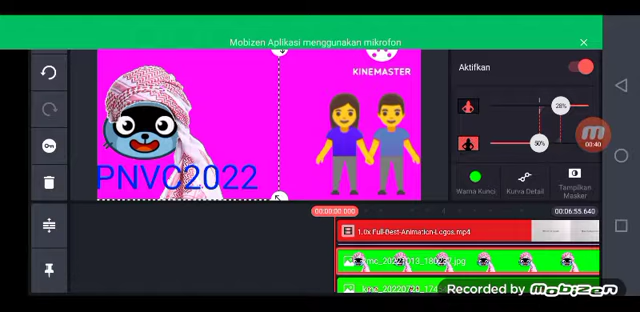 Mobizen Aplikasi menggunakan mikrofon
Aktifkan
KINEMASTER
28%
50%
00:40
PNVC2022
Warna Kunci
Kurva Detail
Tampilkan Masker
00:00:00.000
00:06:55.640
1.0x Full-Best-Animation-Logos.mp4
Recorded by Mobizen